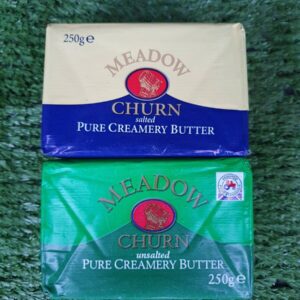 250g e
MEADOW
CHURN
salted
PURE CREAMERY BUTTER
MEADOW
CHURN
unsalted
PURE CREAMERY BUTTER
250g e